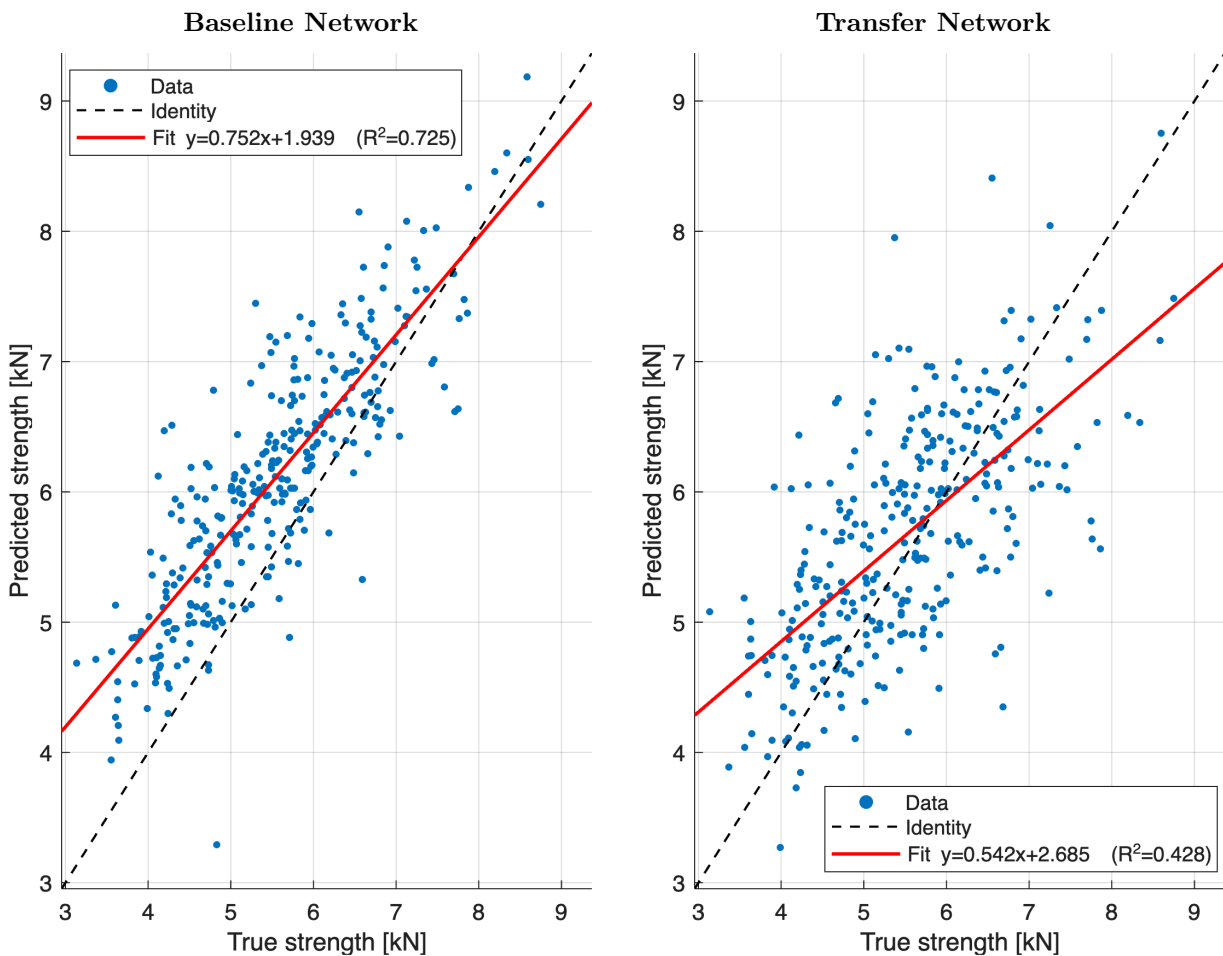 Baseline Network
Data
Identity
Fit y=0.752x+1.939 (R²=0.725)
9
8
7
6
5
4
3
Predicted strength [kN]
3 4 5 6 7 8 9
True strength [kN]
Transfer Network
9
8
7
6
5
4
3
Predicted strength [kN]
Data
Identity
Fit y=0.542x+2.685 (R²=0.428)
3 4 5 6 7 8 9
True strength [kN]